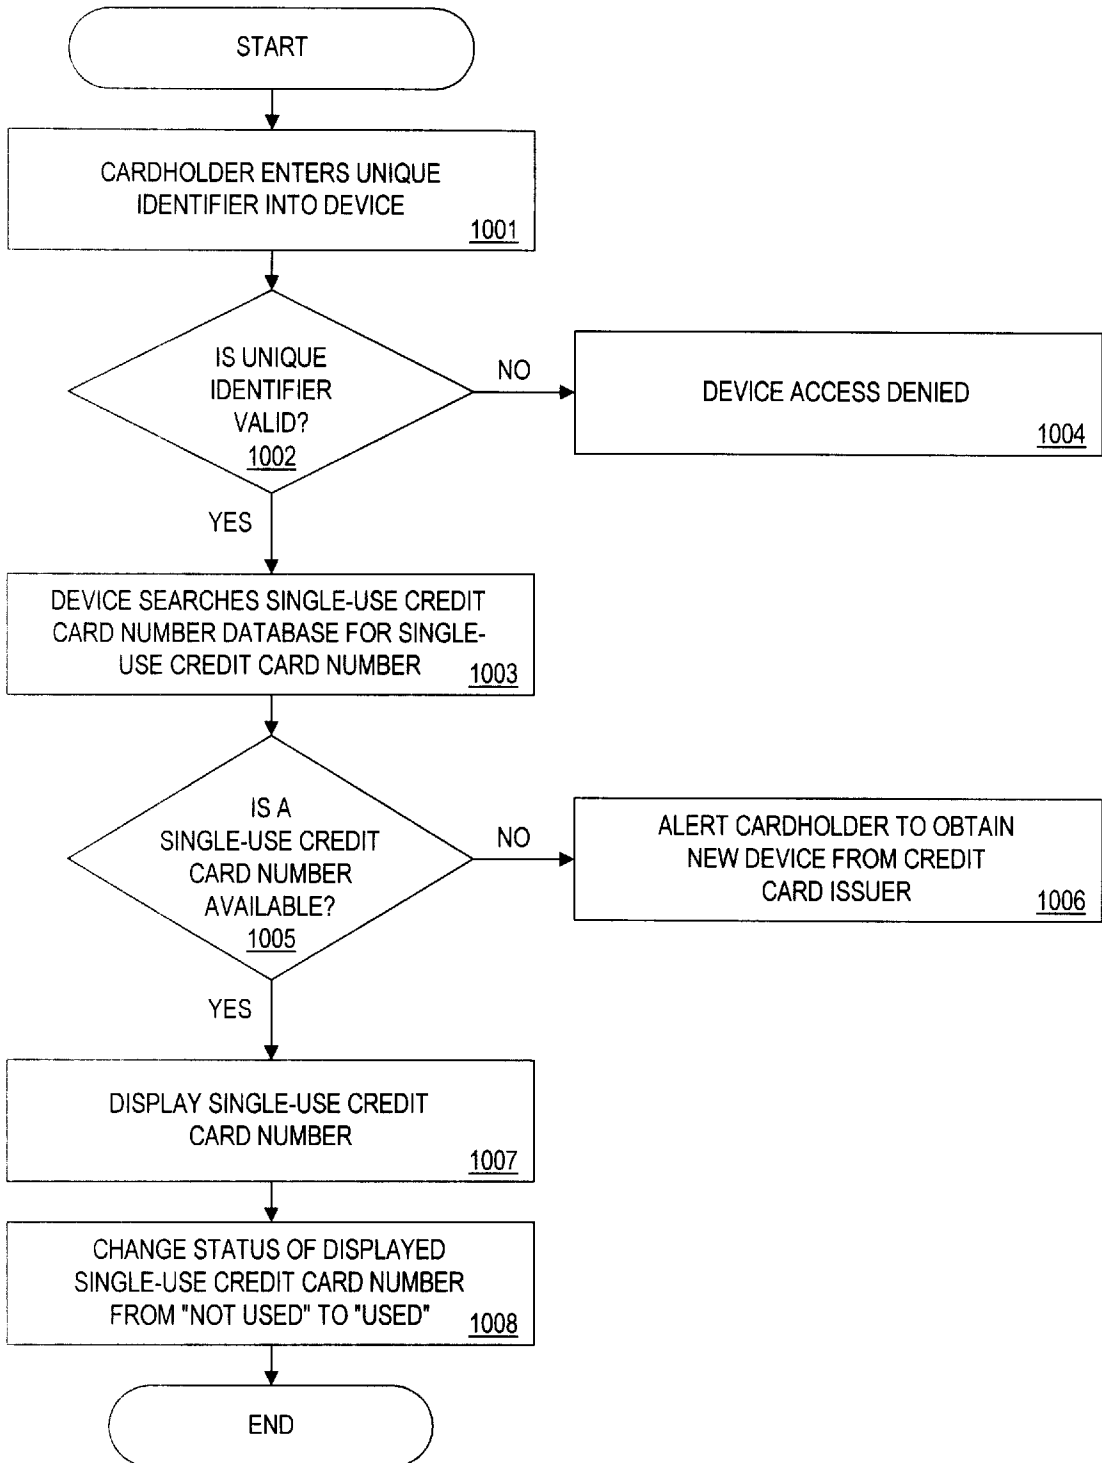 START
CARDHOLDER ENTERS UNIQUE
IDENTIFIER INTO DEVICE
1001
IS UNIQUE
IDENTIFIER
VALID?
1002
NO
DEVICE ACCESS DENIED
1004
YES
DEVICE SEARCHES SINGLE-USE CREDIT
CARD NUMBER DATABASE FOR SINGLE-
USE CREDIT CARD NUMBER
1003
IS A
SINGLE-USE CREDIT
CARD NUMBER
AVAILABLE?
1005
NO
ALERT CARDHOLDER TO OBTAIN
NEW DEVICE FROM CREDIT
CARD ISSUER
1006
YES
DISPLAY SINGLE-USE CREDIT
CARD NUMBER
1007
CHANGE STATUS OF DISPLAYED
SINGLE-USE CREDIT CARD NUMBER
FROM "NOT USED" TO "USED"
1008
END